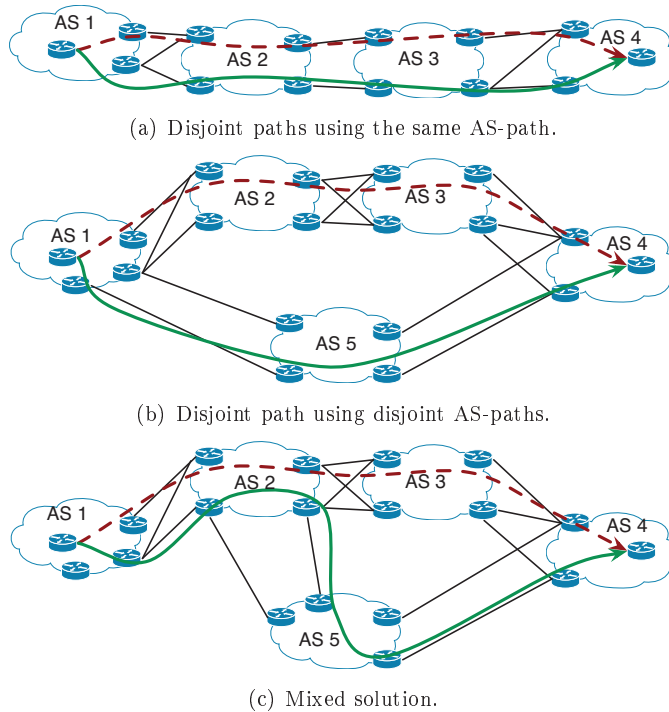 AS 1
AS 2
AS 3
AS 4
(a) Disjoint paths using the same AS-path.
AS 1
AS 2
AS 3
AS 4
AS 5
(b) Disjoint path using disjoint AS-paths.
AS 1
AS 2
AS 3
AS 4
AS 5
(c) Mixed solution.